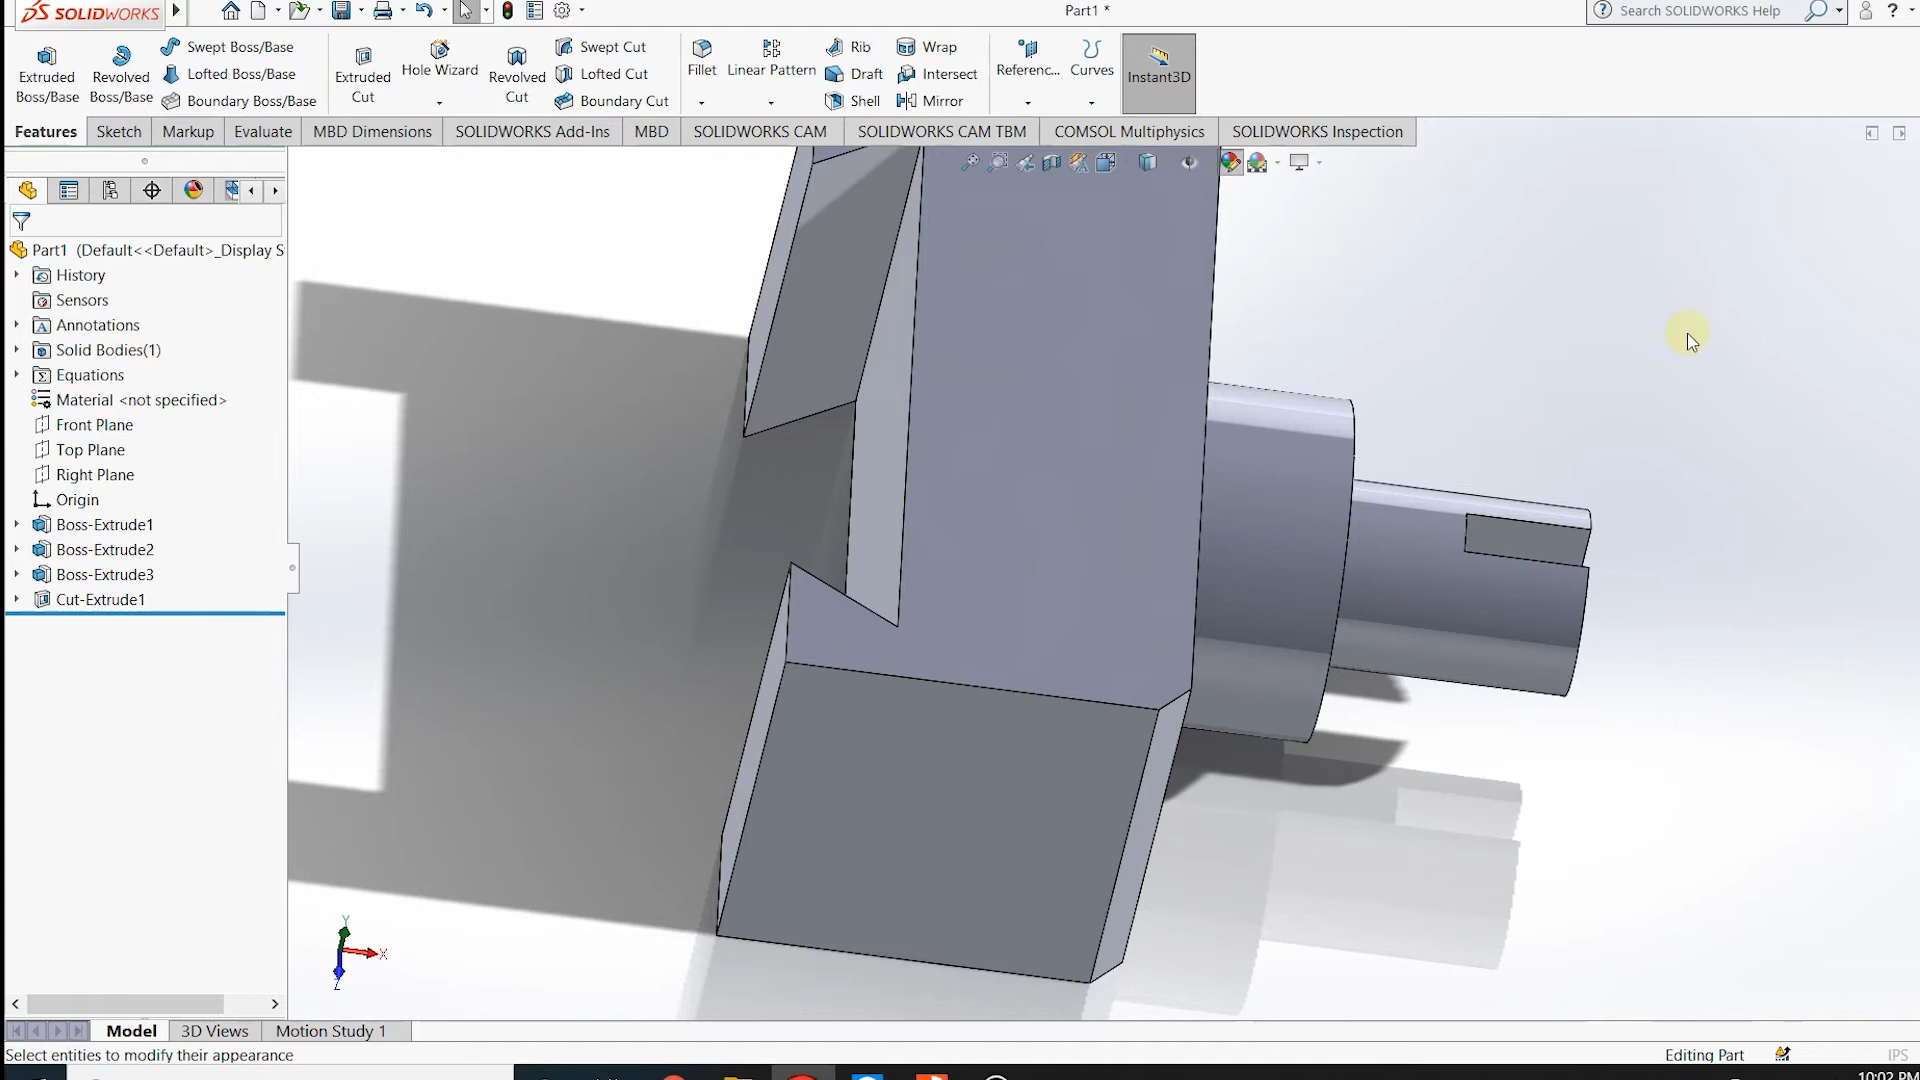 SOLIDWORKS
Part1 *
Search SOLIDWORKS Help
?
Extruded Boss/Base
Revolved Boss/Base
Swept Boss/Base
Lofted Boss/Base
Boundary Boss/Base
Extruded Cut
Hole Wizard
Revolved Cut
Swept Cut
Lofted Cut
Boundary Cut
Fillet
Linear Pattern
Rib
Draft
Shell
Wrap
Intersect
Mirror
Referenc...
Curves
Instant3D
Features
Sketch
Markup
Evaluate
MBD Dimensions
SOLIDWORKS Add-Ins
MBD
SOLIDWORKS CAM
SOLIDWORKS CAM TBM
COMSOL Multiphysics
SOLIDWORKS Inspection
Part1 (Default<<Default>_Display S
History
Sensors
Annotations
Solid Bodies(1)
Equations
Material <not specified>
Front Plane
Top Plane
Right Plane
Origin
Boss-Extrude1
Boss-Extrude2
Boss-Extrude3
Cut-Extrude1
Y
X
Z
Model
3D Views
Motion Study 1
Select entities to modify their appearance
Editing Part
IPS
10:02 PM